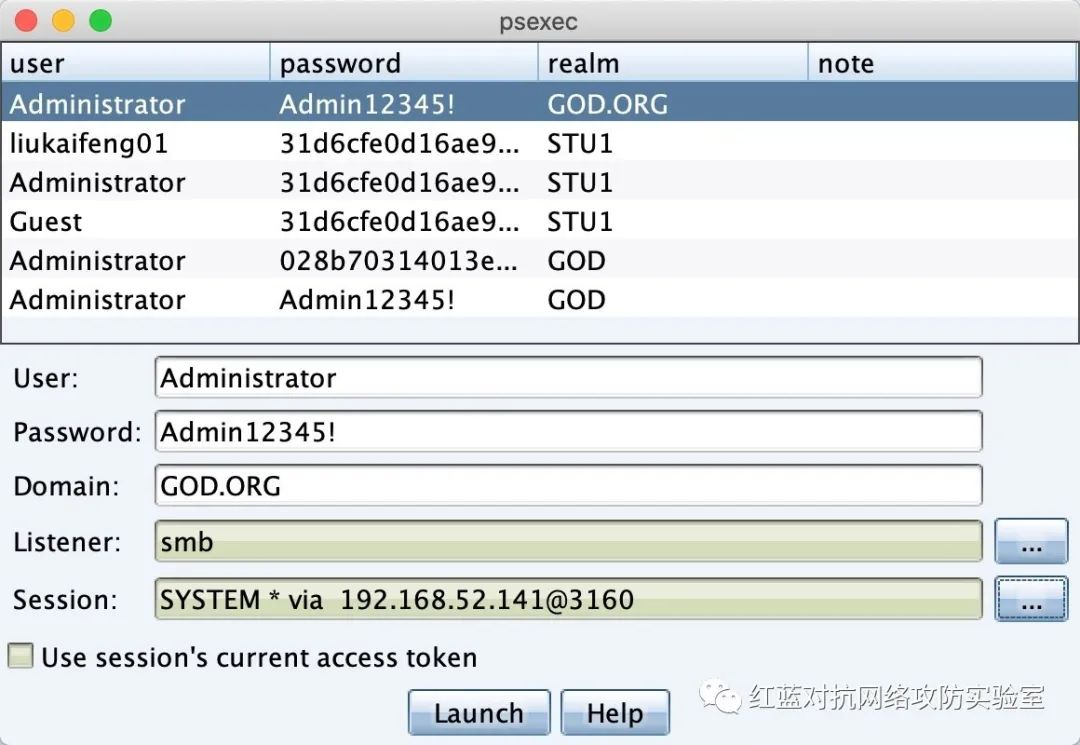 psexec
user password realm note
Administrator Admin12345! GOD.ORG
liukaifeng01 31d6cfe0d16ae9... STU1
Administrator 31d6cfe0d16ae9... STU1
Guest 31d6cfe0d16ae9... STU1
Administrator 028b70314013e... GOD
Administrator Admin12345! GOD
User: Administrator
Password: Admin12345!
Domain: GOD.ORG
Listener: smb ...
Session: SYSTEM * via 192.168.52.141@3160 ...
Use session's current access token
Launch Help
红蓝对抗网络攻防实验室